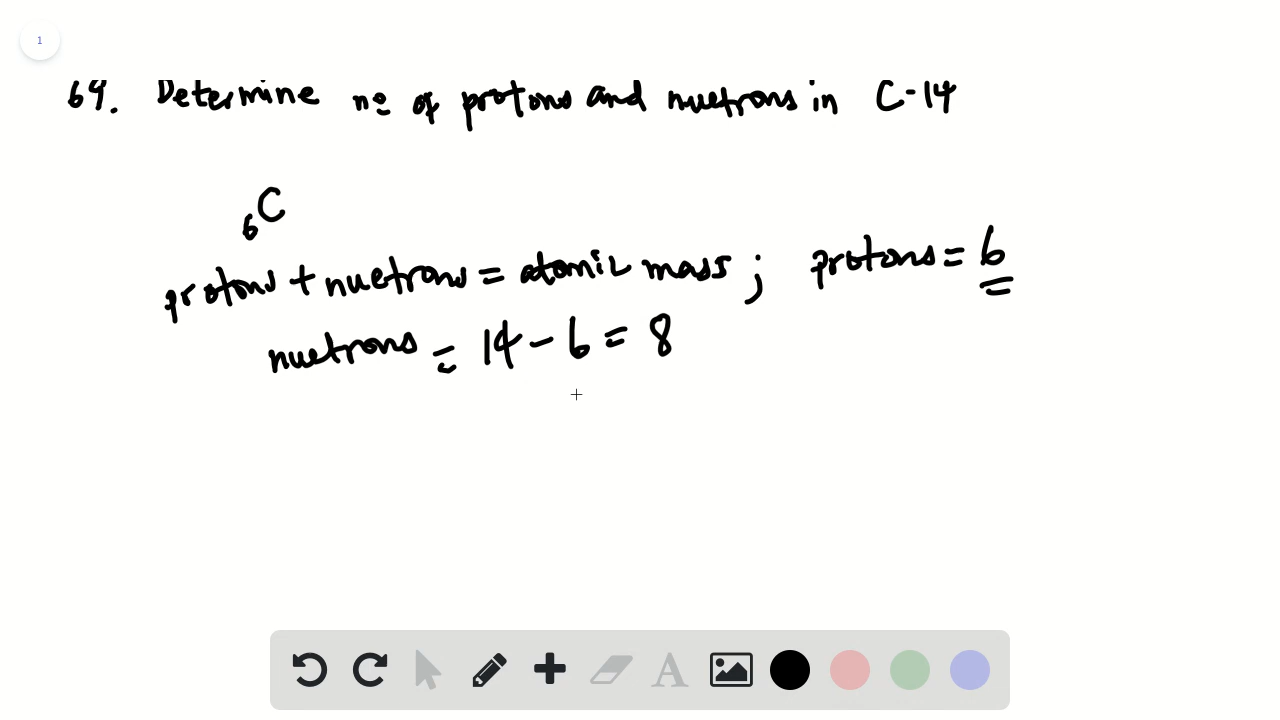 1
69. Determine no of protons and nuetrons in C-14
6C
protons + nuetrons = atomic mass ; protons = 6
nuetrons = 14 - 6 = 8
A